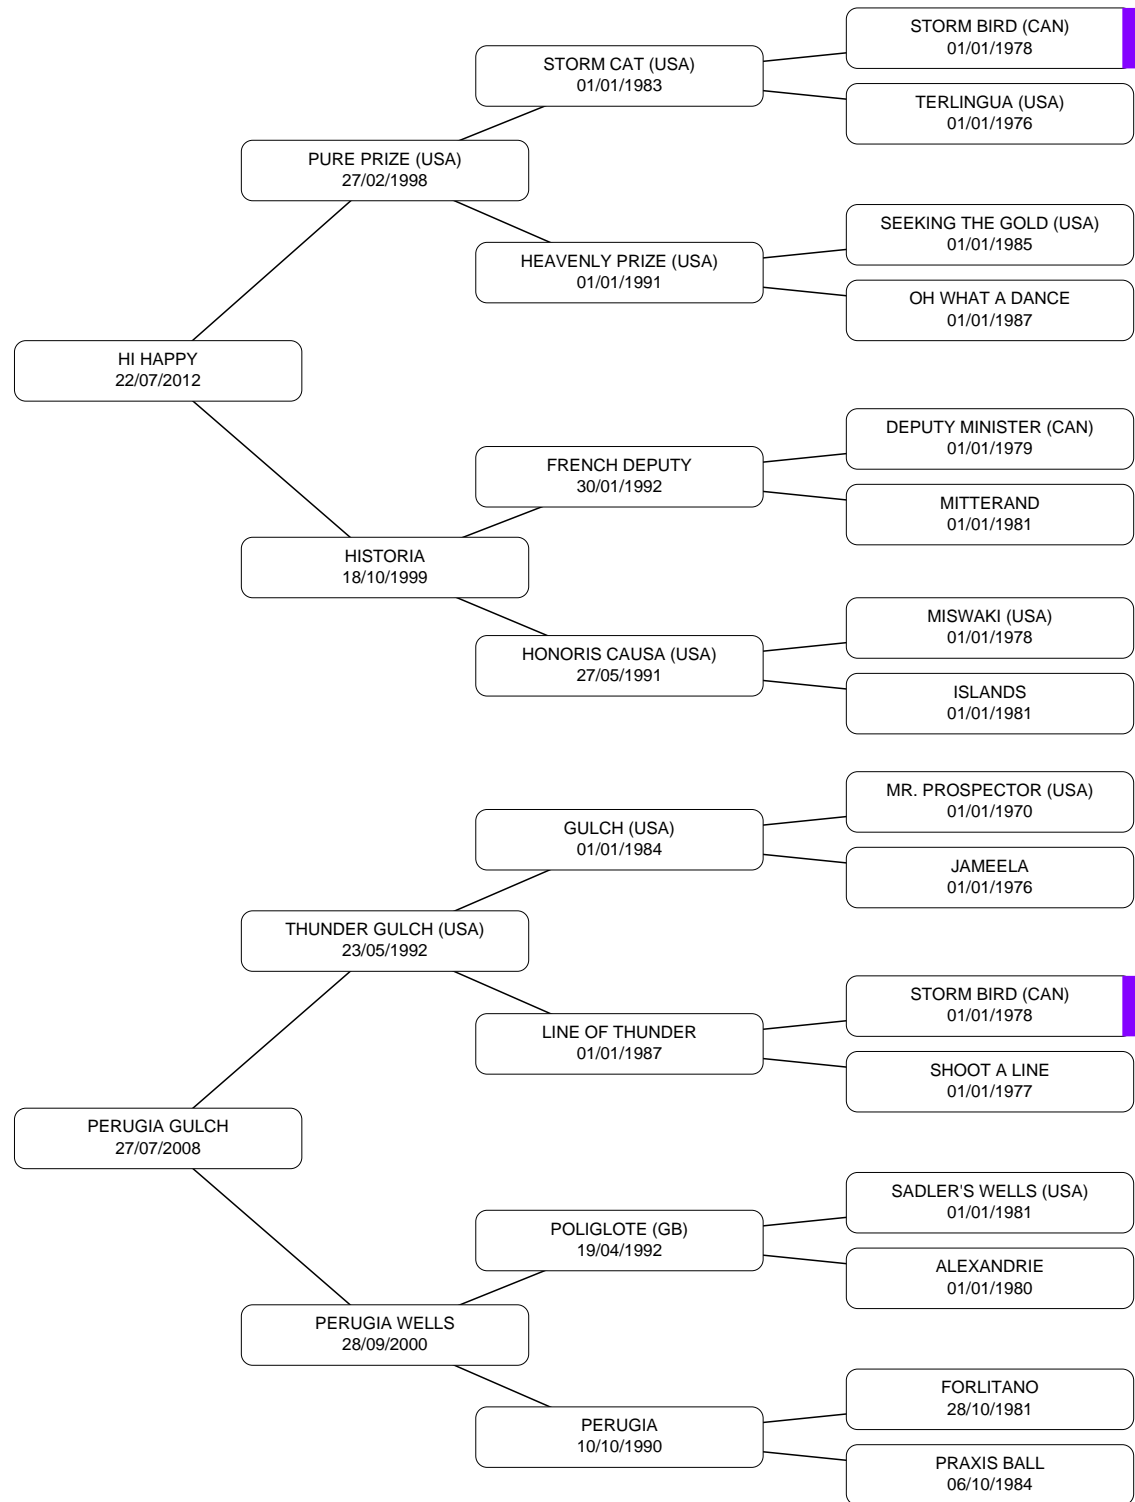 STORM BIRD (CAN)
01/01/1978
STORM CAT (USA)
01/01/1983
TERLINGUA (USA)
01/01/1976
PURE PRIZE (USA)
27/02/1998
SEEKING THE GOLD (USA)
01/01/1985
HEAVENLY PRIZE (USA)
01/01/1991
OH WHAT A DANCE
01/01/1987
HI HAPPY
22/07/2012
DEPUTY MINISTER (CAN)
01/01/1979
FRENCH DEPUTY
30/01/1992
MITTERAND
01/01/1981
HISTORIA
18/10/1999
MISWAKI (USA)
01/01/1978
HONORIS CAUSA (USA)
27/05/1991
ISLANDS
01/01/1981
MR. PROSPECTOR (USA)
01/01/1970
GULCH (USA)
01/01/1984
JAMEELA
01/01/1976
THUNDER GULCH (USA)
23/05/1992
STORM BIRD (CAN)
01/01/1978
LINE OF THUNDER
01/01/1987
SHOOT A LINE
01/01/1977
PERUGIA GULCH
27/07/2008
SADLER'S WELLS (USA)
01/01/1981
POLIGLOTE (GB)
19/04/1992
ALEXANDRIE
01/01/1980
PERUGIA WELLS
28/09/2000
FORLITANO
28/10/1981
PERUGIA
10/10/1990
PRAXIS BALL
06/10/1984